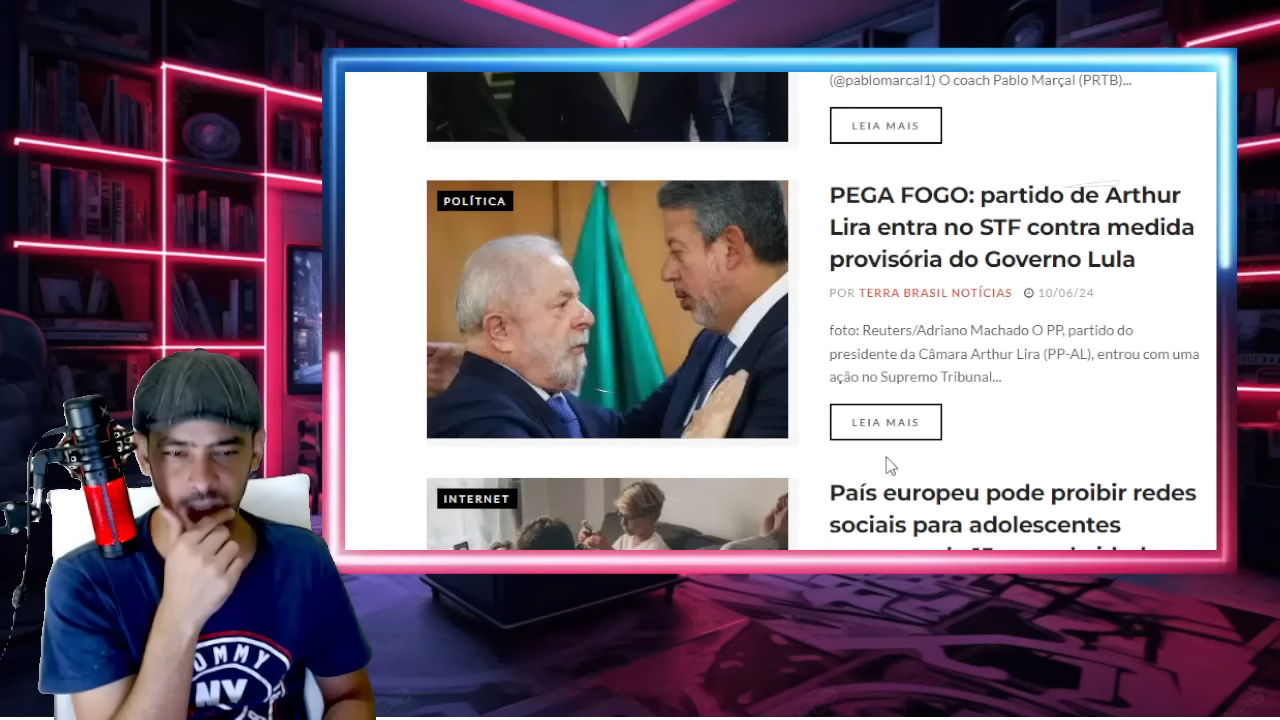 (@pablomarcal1) O coach Pablo Marçal (PRTB)...
LEIA MAIS
POLÍTICA
PEGA FOGO: partido de Arthur
Lira entra no STF contra medida
provisória do Governo Lula
POR TERRA BRASIL NOTÍCIAS 10/06/24
foto: Reuters/Adriano Machado O PP, partido do
presidente da Câmara Arthur Lira (PP-AL), entrou com uma
ação no Supremo Tribunal...
LEIA MAIS
INTERNET
País europeu pode proibir redes
sociais para adolescentes
OMMY
NY